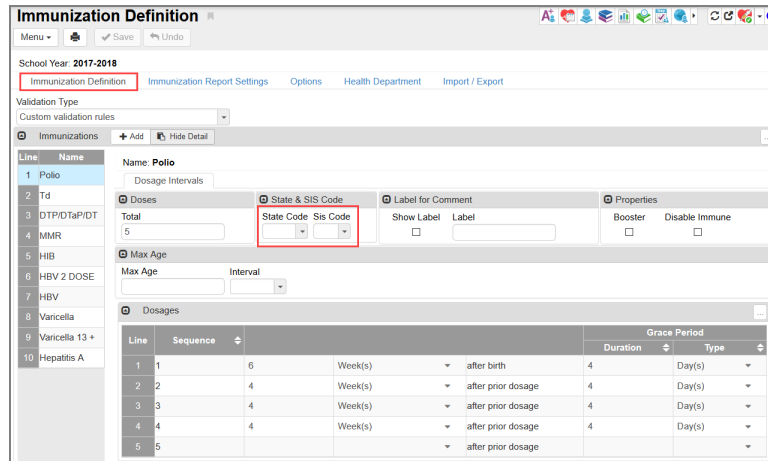 Immunization Definition
Menu Save Undo
School Year: 2017-2018
Immunization Definition Immunization Report Settings Options Health Department Import / Export
Validation Type
Custom validation rules
Immunizations Add Hide Detail ...
Line Name
1 Polio
2 Td
3 DTP/DTaP/DT
4 MMR
5 HIB
6 HBV 2 DOSE
7 HBV
8 Varicella
9 Varicella 13 +
10 Hepatitis A
Name: Polio
Dosage Intervals
Doses State & SIS Code Label for Comment Properties
Total State Code Sis Code Show Label Label Booster Disable Immune
5
Max Age
Max Age Interval
Dosages ...
Grace Period
Line Sequence Duration Type
1 1 6 Week(s) after birth 4 Day(s)
2 2 4 Week(s) after prior dosage 4 Day(s)
3 3 4 Week(s) after prior dosage 4 Day(s)
4 4 4 Week(s) after prior dosage 4 Day(s)
5 5 after prior dosage